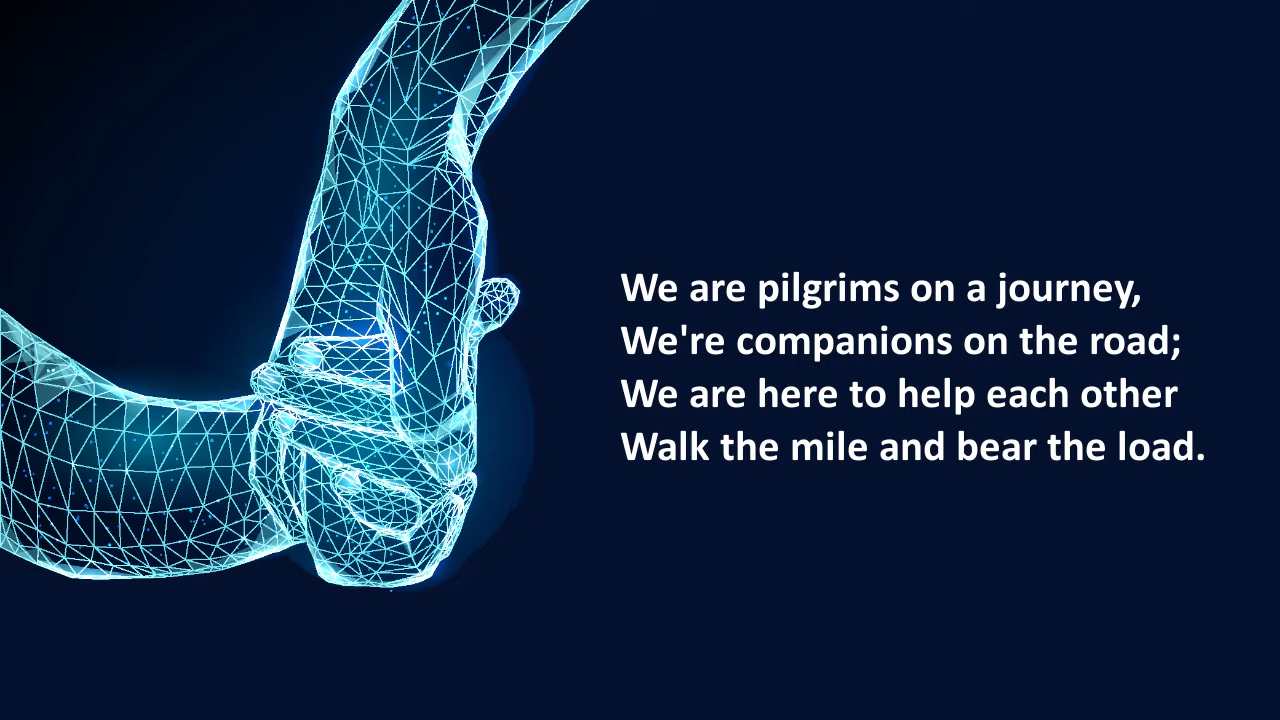 We are pilgrims on a journey,
We're companions on the road;
We are here to help each other
Walk the mile and bear the load.